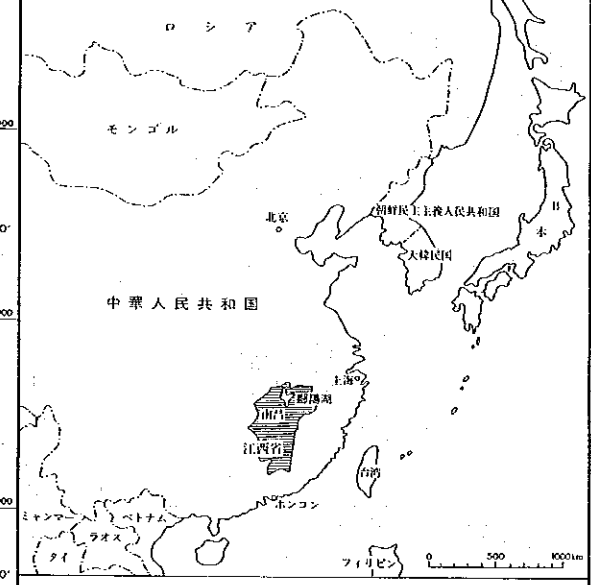 ロシア
モンゴル
北京
朝鮮民主主義人民共和国
日本
大韓民国
中華人民共和国
上海
鄱陽湖
南昌
江西省
台湾
ホンコン
ミャンマー
ベトナム
ラオス
タイ
フィリピン
0 500 1000km